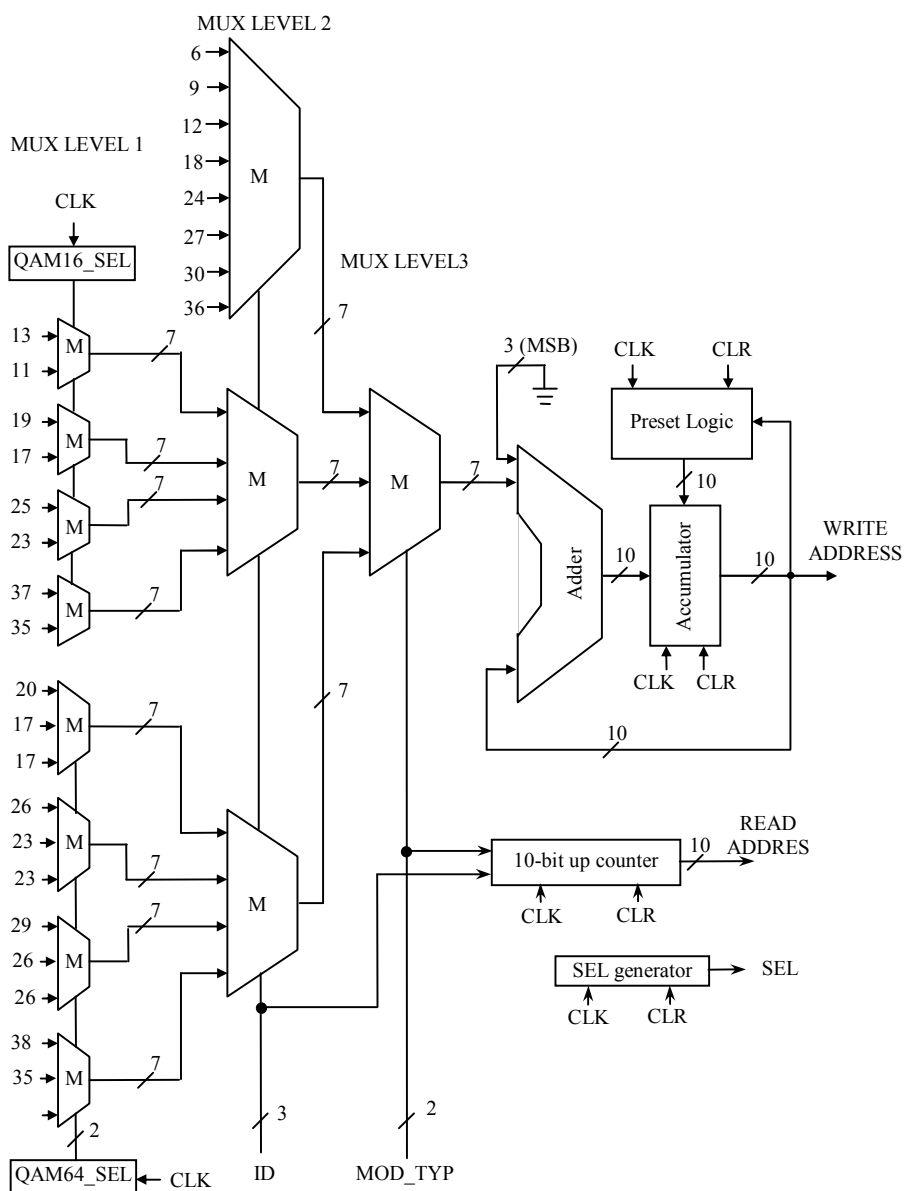 MUX LEVEL 2
6
9
12
18
24
27
30
36
M
MUX LEVEL 1
CLK
QAM16_SEL
MUX LEVEL3
13
11
M
7
19
17
M
7
25
23
M
7
37
35
M
7
M
7
7
M
7
3 (MSB)
Adder
10
CLK
CLR
Preset Logic
10
Accumulator
CLK
CLR
10
WRITE
ADDRESS
10
20
17
17
M
7
26
23
23
M
7
29
26
26
M
7
38
35
M
7
M
7
2
QAM64_SEL
CLK
3
ID
2
MOD_TYP
10-bit up counter
CLK
CLR
10
READ
ADDRES
SEL generator
CLK
CLR
SEL